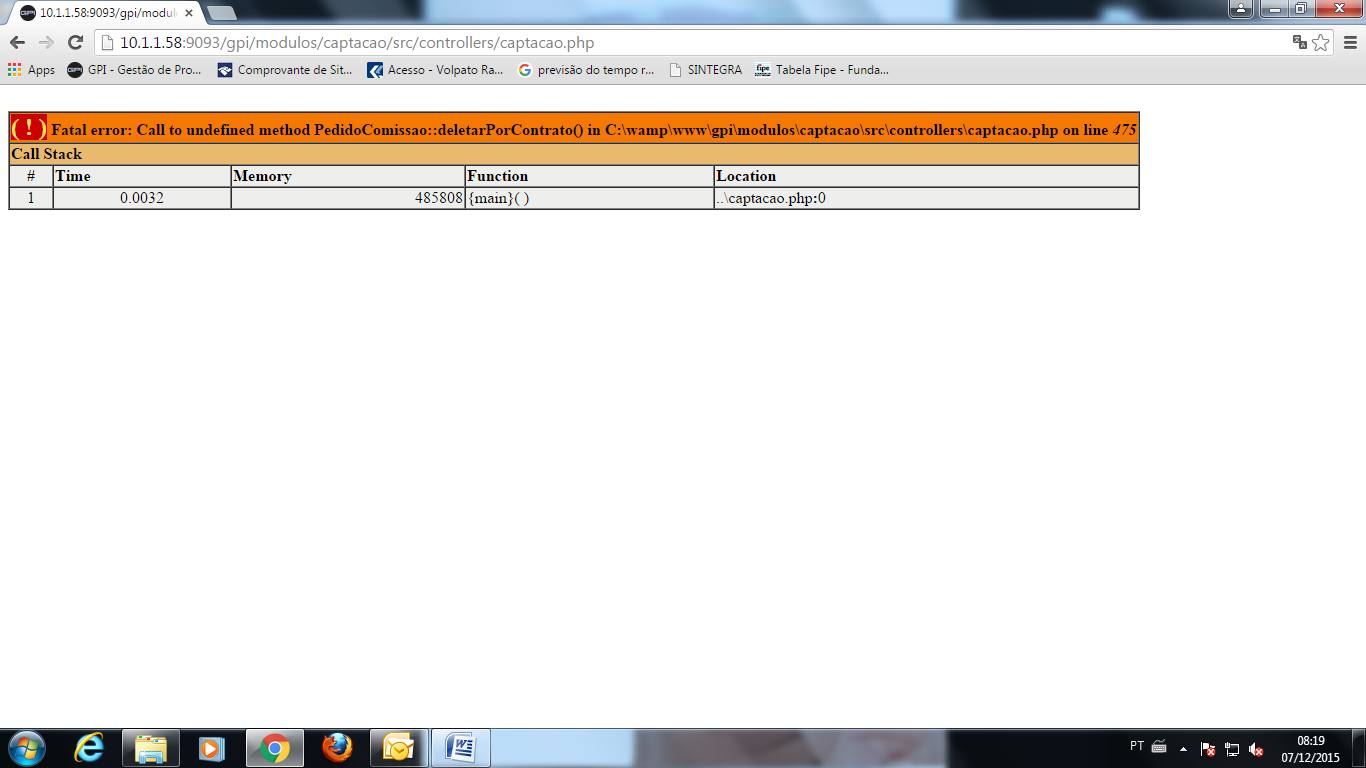 10.1.1.58:9093/gpi/modul
10.1.1.58:9093/gpi/modulos/captacao/src/controllers/captacao.php
Apps GPI - Gestão de Pro... Comprovante de Sit... Acesso - Volpato Ra... previsão do tempo r... SINTEGRA fipe Tabela Fipe - Funda...
( ! ) Fatal error: Call to undefined method PedidoComissao::deletarPorContrato() in C:\wamp\www\gpi\modulos\captacao\src\controllers\captacao.php on line 475
Call Stack
# Time Memory Function Location
1 0.0032 485808 {main}( ) ..\captacao.php:0
PT 08:19
07/12/2015